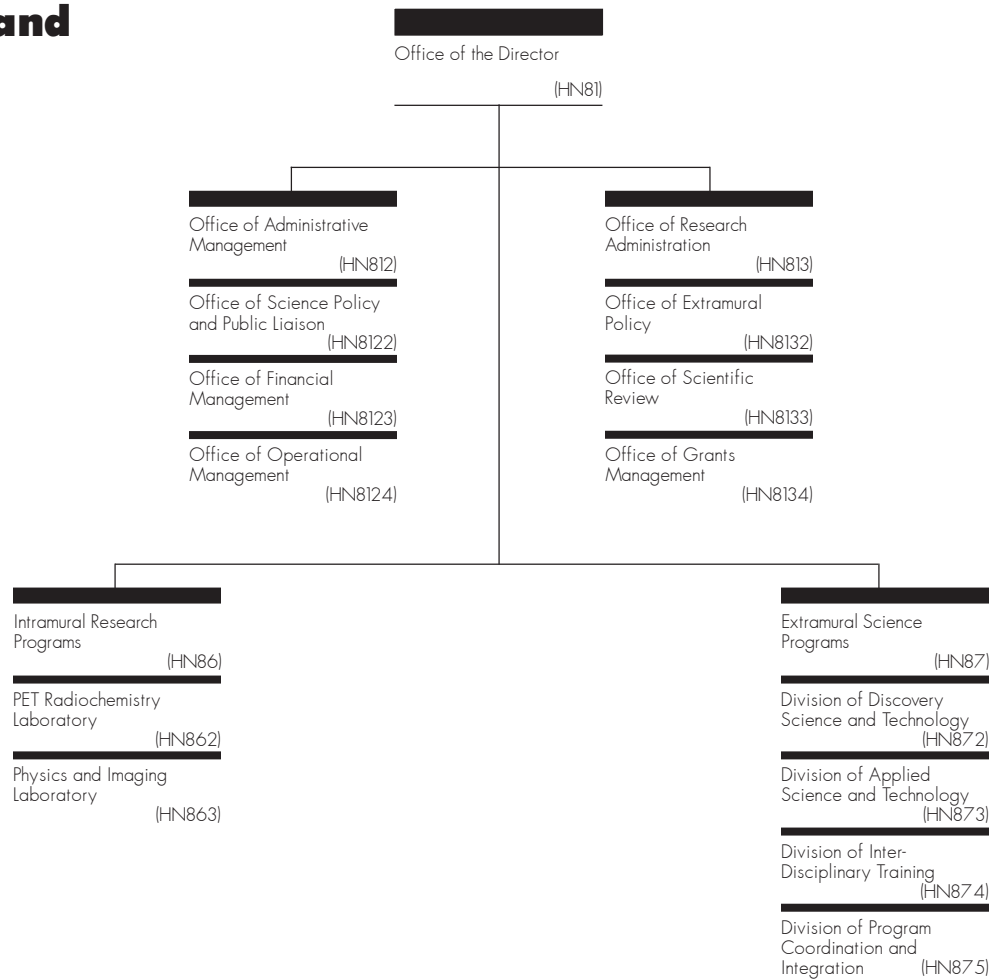 and
Office of the Director
(HN81)
Office of Administrative
Management
(HN812)
Office of Science Policy
and Public Liaison
(HN8122)
Office of Financial
Management
(HN8123)
Office of Operational
Management
(HN8124)
Office of Research
Administration
(HN813)
Office of Extramural
Policy
(HN8132)
Office of Scientific
Review
(HN8133)
Office of Grants
Management
(HN8134)
Intramural Research
Programs
(HN86)
PET Radiochemistry
Laboratory
(HN862)
Physics and Imaging
Laboratory
(HN863)
Extramural Science
Programs
(HN87)
Division of Discovery
Science and Technology
(HN872)
Division of Applied
Science and Technology
(HN873)
Division of Inter-
Disciplinary Training
(HN874)
Division of Program
Coordination and
Integration (HN875)